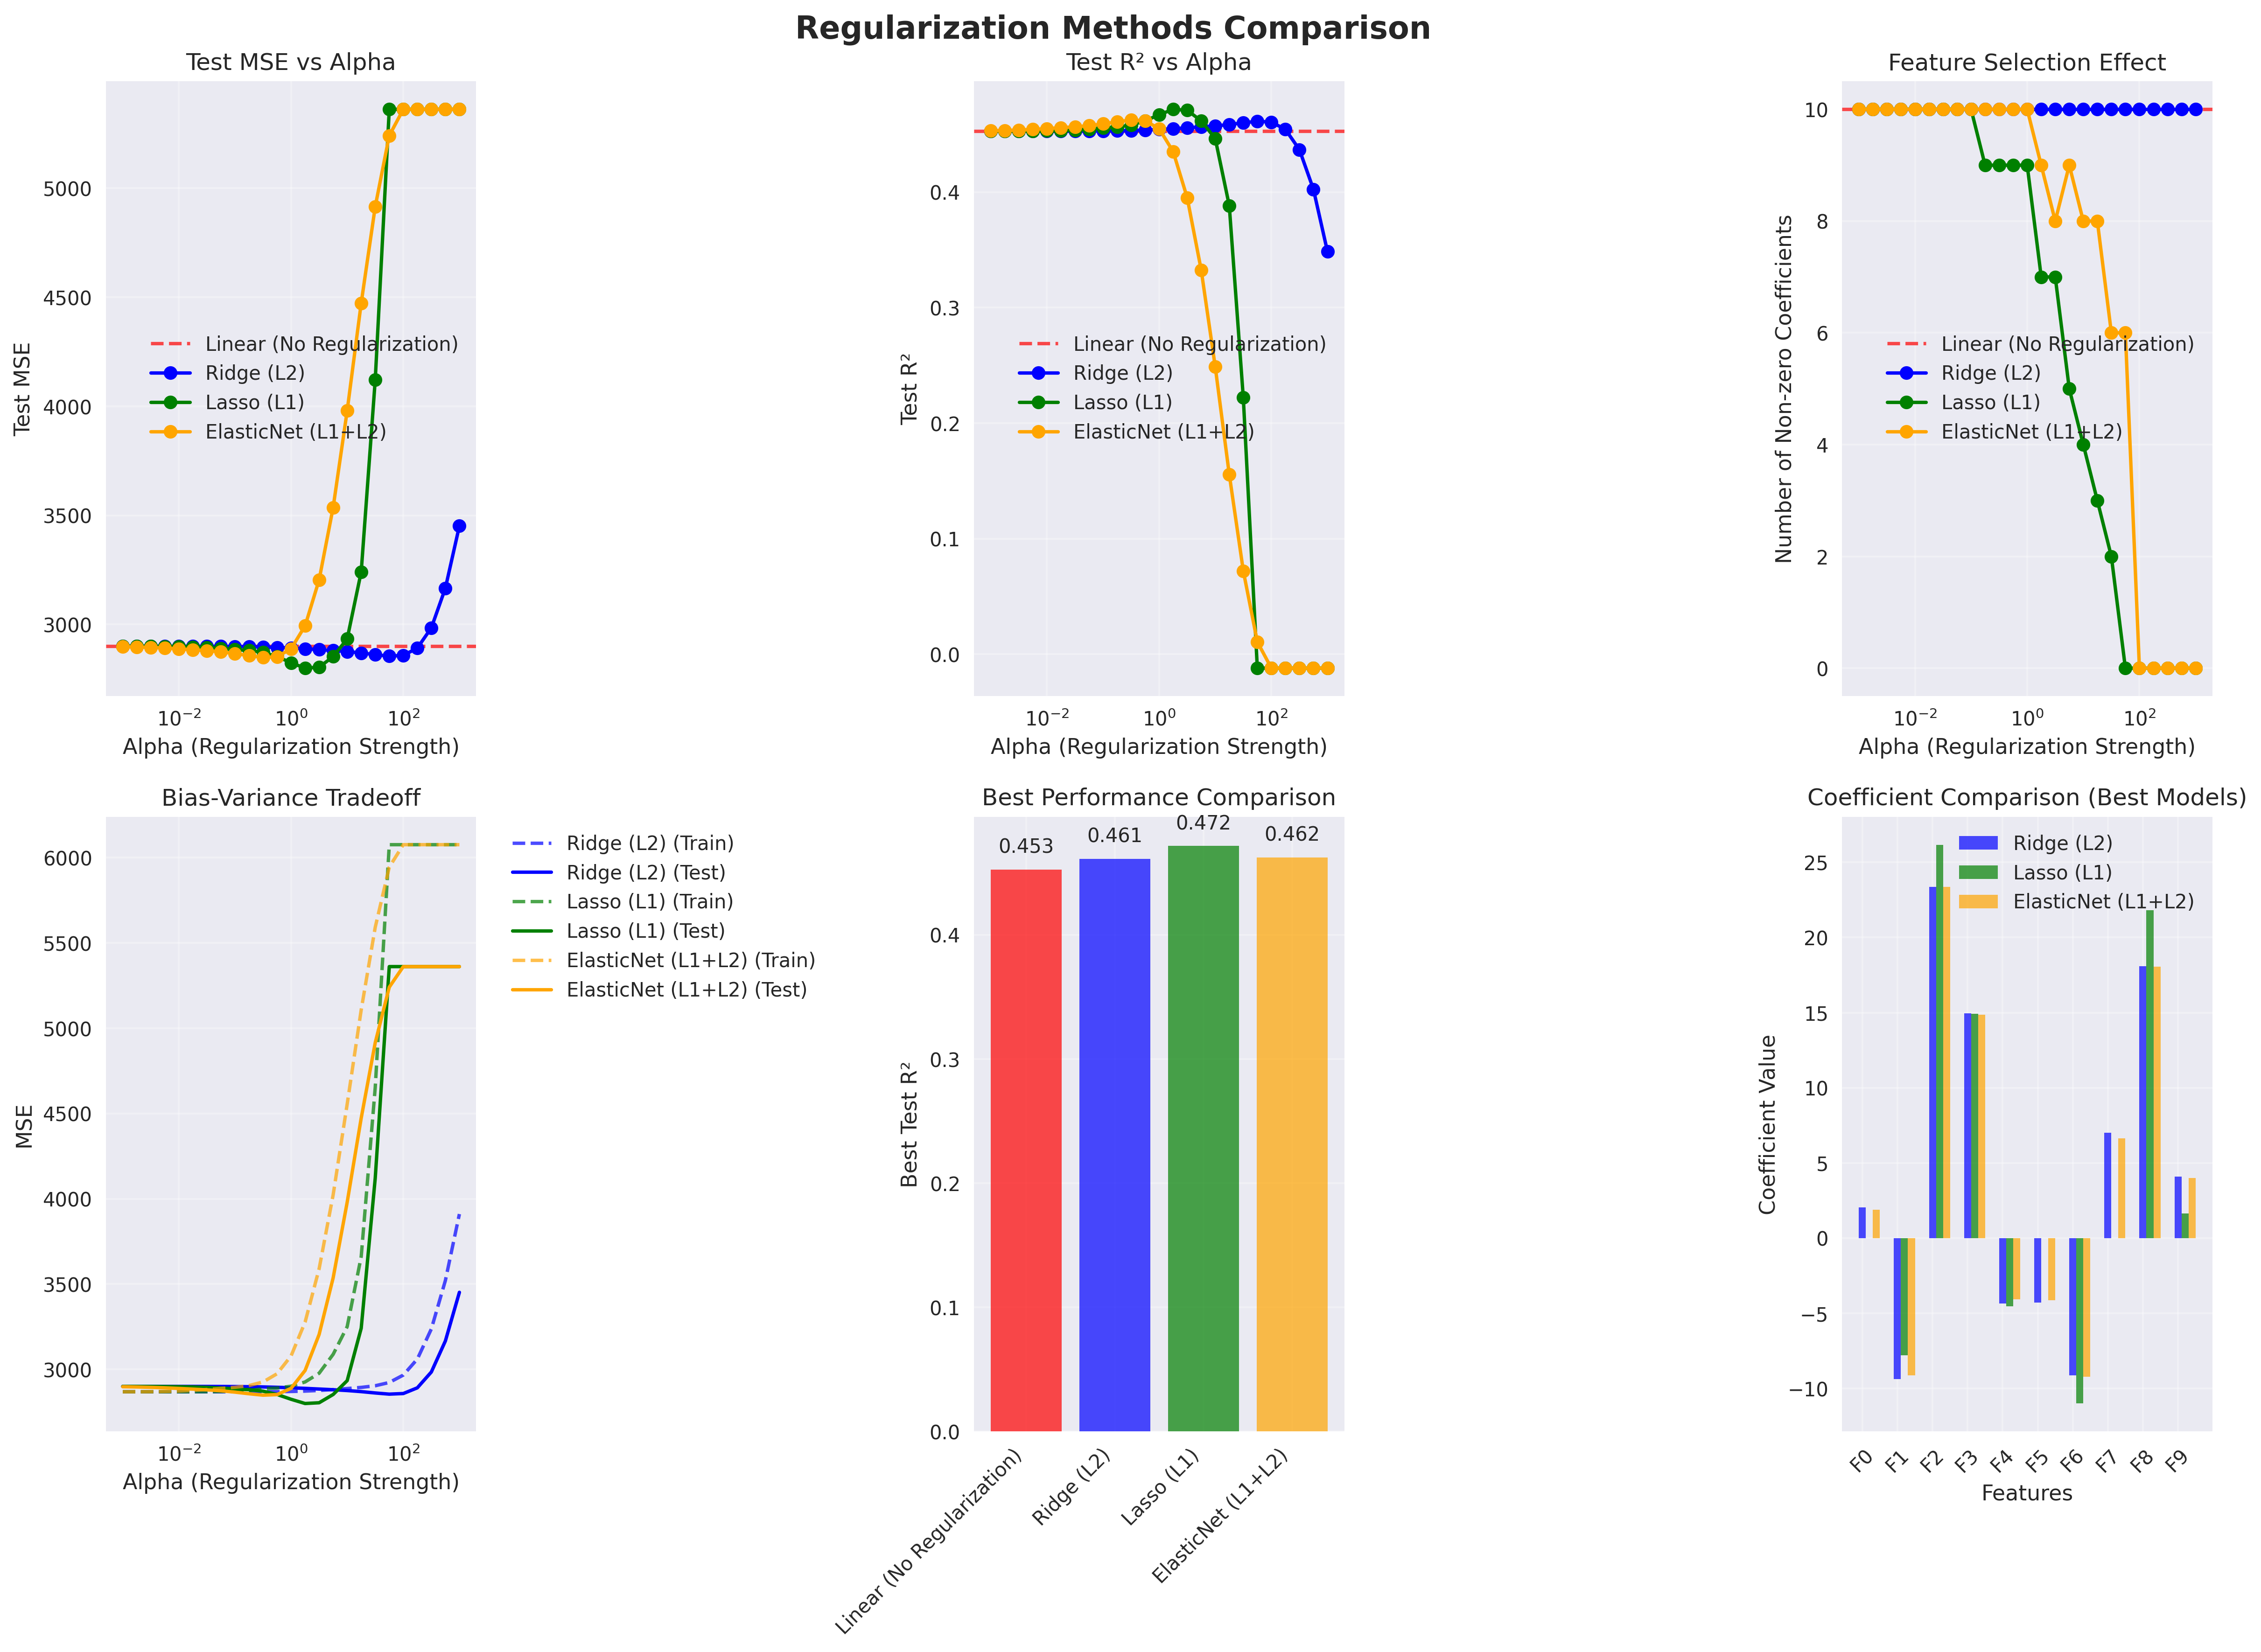 Regularization Methods Comparison
Test MSE vs Alpha
Test MSE
5000
4500
4000
3500
3000
Linear (No Regularization)
Ridge (L2)
Lasso (L1)
ElasticNet (L1+L2)
10⁻² 10⁰ 10²
Alpha (Regularization Strength)
Test R² vs Alpha
Test R²
0.4
0.3
0.2
0.1
0.0
Linear (No Regularization)
Ridge (L2)
Lasso (L1)
ElasticNet (L1+L2)
10⁻² 10⁰ 10²
Alpha (Regularization Strength)
Feature Selection Effect
Number of Non-zero Coefficients
10
8
6
4
2
0
Linear (No Regularization)
Ridge (L2)
Lasso (L1)
ElasticNet (L1+L2)
10⁻² 10⁰ 10²
Alpha (Regularization Strength)
Bias-Variance Tradeoff
MSE
6000
5500
5000
4500
4000
3500
3000
10⁻² 10⁰ 10²
Alpha (Regularization Strength)
Ridge (L2) (Train)
Ridge (L2) (Test)
Lasso (L1) (Train)
Lasso (L1) (Test)
ElasticNet (L1+L2) (Train)
ElasticNet (L1+L2) (Test)
Best Performance Comparison
Best Test R²
0.453
0.461
0.472
0.462
0.4
0.3
0.2
0.1
0.0
Linear (No Regularization)
Ridge (L2)
Lasso (L1)
ElasticNet (L1+L2)
Coefficient Comparison (Best Models)
Coefficient Value
25
20
15
10
5
0
−5
−10
Ridge (L2)
Lasso (L1)
ElasticNet (L1+L2)
F0 F1 F2 F3 F4 F5 F6 F7 F8 F9
Features